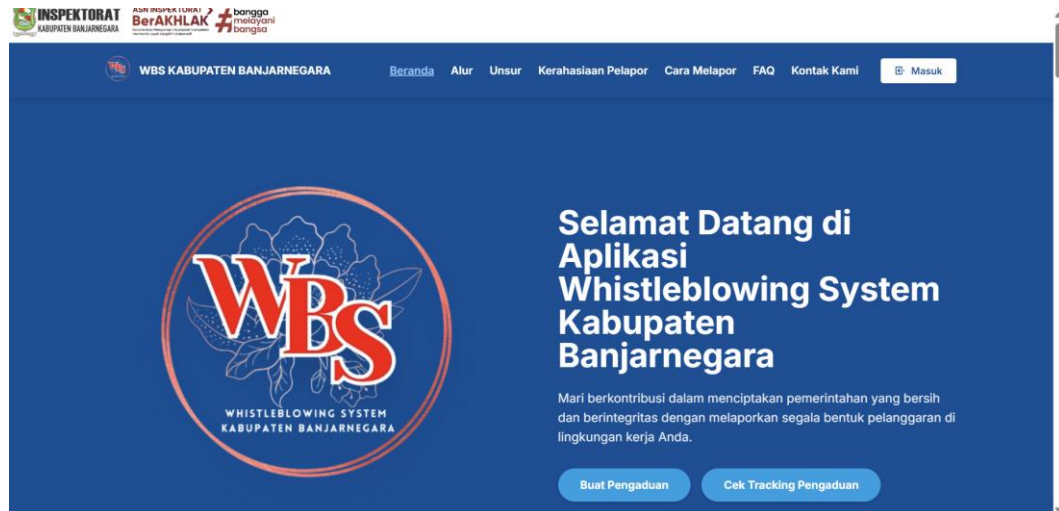 INSPEKTORAT
KABUPATEN BANJARNEGARA
ASN INSPEKTORAT
BerAKHLAK
# bangga
melayani
bangsa
WBS
WBS KABUPATEN BANJARNEGARA
Beranda Alur Unsur Kerahasiaan Pelapor Cara Melapor FAQ Kontak Kami Masuk
WBS
WHISTLEBLOWING SYSTEM
KABUPATEN BANJARNEGARA
Selamat Datang di
Aplikasi
Whistleblowing System
Kabupaten
Banjarnegara
Mari berkontribusi dalam menciptakan pemerintahan yang bersih
dan berintegritas dengan melaporkan segala bentuk pelanggaran di
lingkungan kerja Anda.
Buat Pengaduan Cek Tracking Pengaduan